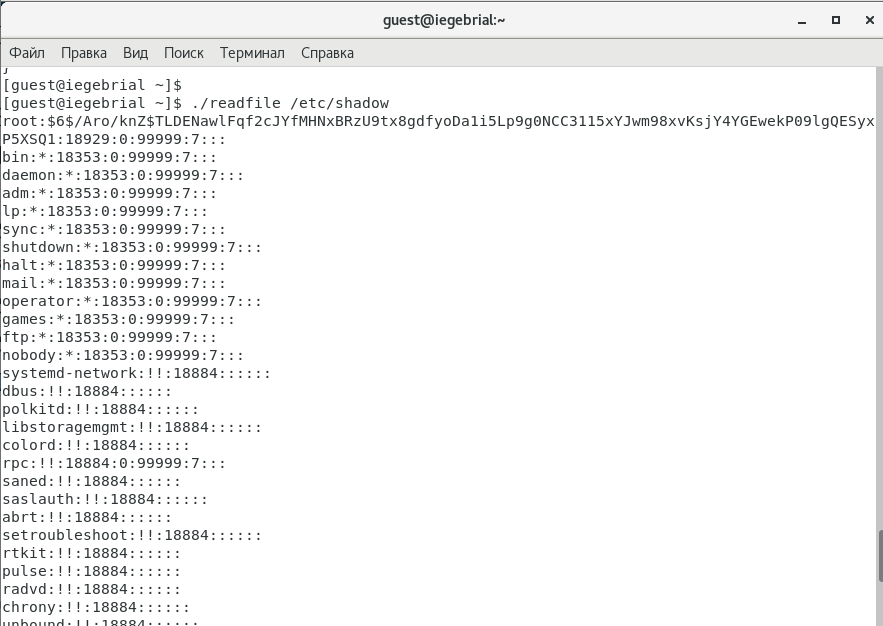 guest@iegebrial:~
Файл Правка Вид Поиск Терминал Справка
}
[guest@iegebrial ~]$
[guest@iegebrial ~]$ ./readfile /etc/shadow
root:$6$/Aro/knZ$TLDENawlFqf2cJYfMHNxBRzU9tx8gdfyoDa1i5Lp9g0NCC3115xYJwm98xvKsjY4YGEwekP09lgQESyx
P5XSQ1:18929:0:99999:7:::
bin:*:18353:0:99999:7:::
daemon:*:18353:0:99999:7:::
adm:*:18353:0:99999:7:::
lp:*:18353:0:99999:7:::
sync:*:18353:0:99999:7:::
shutdown:*:18353:0:99999:7:::
halt:*:18353:0:99999:7:::
mail:*:18353:0:99999:7:::
operator:*:18353:0:99999:7:::
games:*:18353:0:99999:7:::
ftp:*:18353:0:99999:7:::
nobody:*:18353:0:99999:7:::
systemd-network:!!:18884::::::
dbus:!!:18884::::::
polkitd:!!:18884::::::
libstoragemgmt:!!:18884::::::
colord:!!:18884::::::
rpc:!!:18884:0:99999:7:::
saned:!!:18884::::::
saslauth:!!:18884::::::
abrt:!!:18884::::::
setroubleshoot:!!:18884::::::
rtkit:!!:18884::::::
pulse:!!:18884::::::
radvd:!!:18884::::::
chrony:!!:18884::::::
unbound:!!:18884::::::